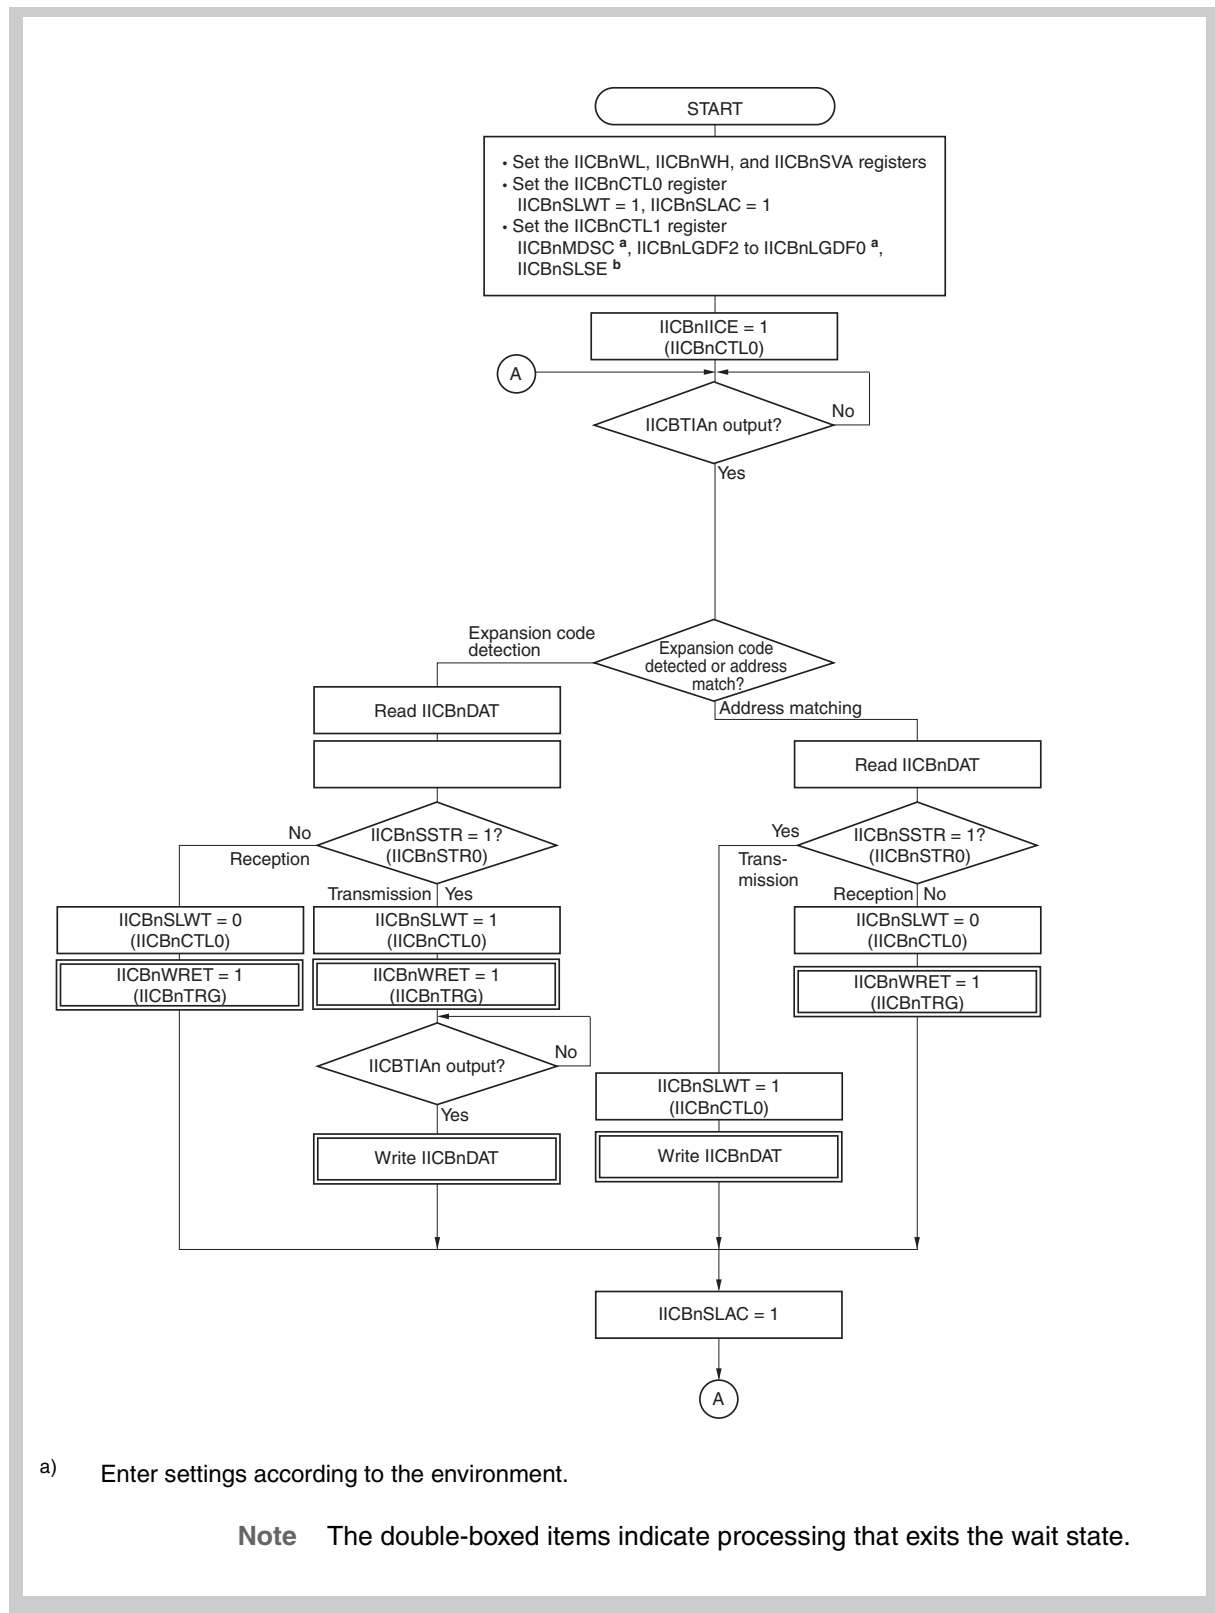 START
• Set the IICBnWL, IICBnWH, and IICBnSVA registers
• Set the IICBnCTL0 register
IICBnSLWT = 1, IICBnSLAC = 1
• Set the IICBnCTL1 register
IICBnMDSC a, IICBnLGDF2 to IICBnLGDF0 a,
IICBnSLSE b
IICBnIICE = 1
(IICBnCTL0)
A
IICBTIAn output?
No
Yes
Expansion code
detection
Expansion code
detected or address
match?
Address matching
Read IICBnDAT
Read IICBnDAT
No
Reception
IICBnSSTR = 1?
(IICBnSTR0)
Transmission
Yes
Yes
Trans-
mission
IICBnSSTR = 1?
(IICBnSTR0)
Reception
No
IICBnSLWT = 0
(IICBnCTL0)
IICBnWRET = 1
(IICBnTRG)
IICBnSLWT = 1
(IICBnCTL0)
IICBnWRET = 1
(IICBnTRG)
IICBnSLWT = 0
(IICBnCTL0)
IICBnWRET = 1
(IICBnTRG)
IICBTIAn output?
No
Yes
Write IICBnDAT
IICBnSLWT = 1
(IICBnCTL0)
Write IICBnDAT
IICBnSLAC = 1
A
a) Enter settings according to the environment.
Note The double-boxed items indicate processing that exits the wait state.